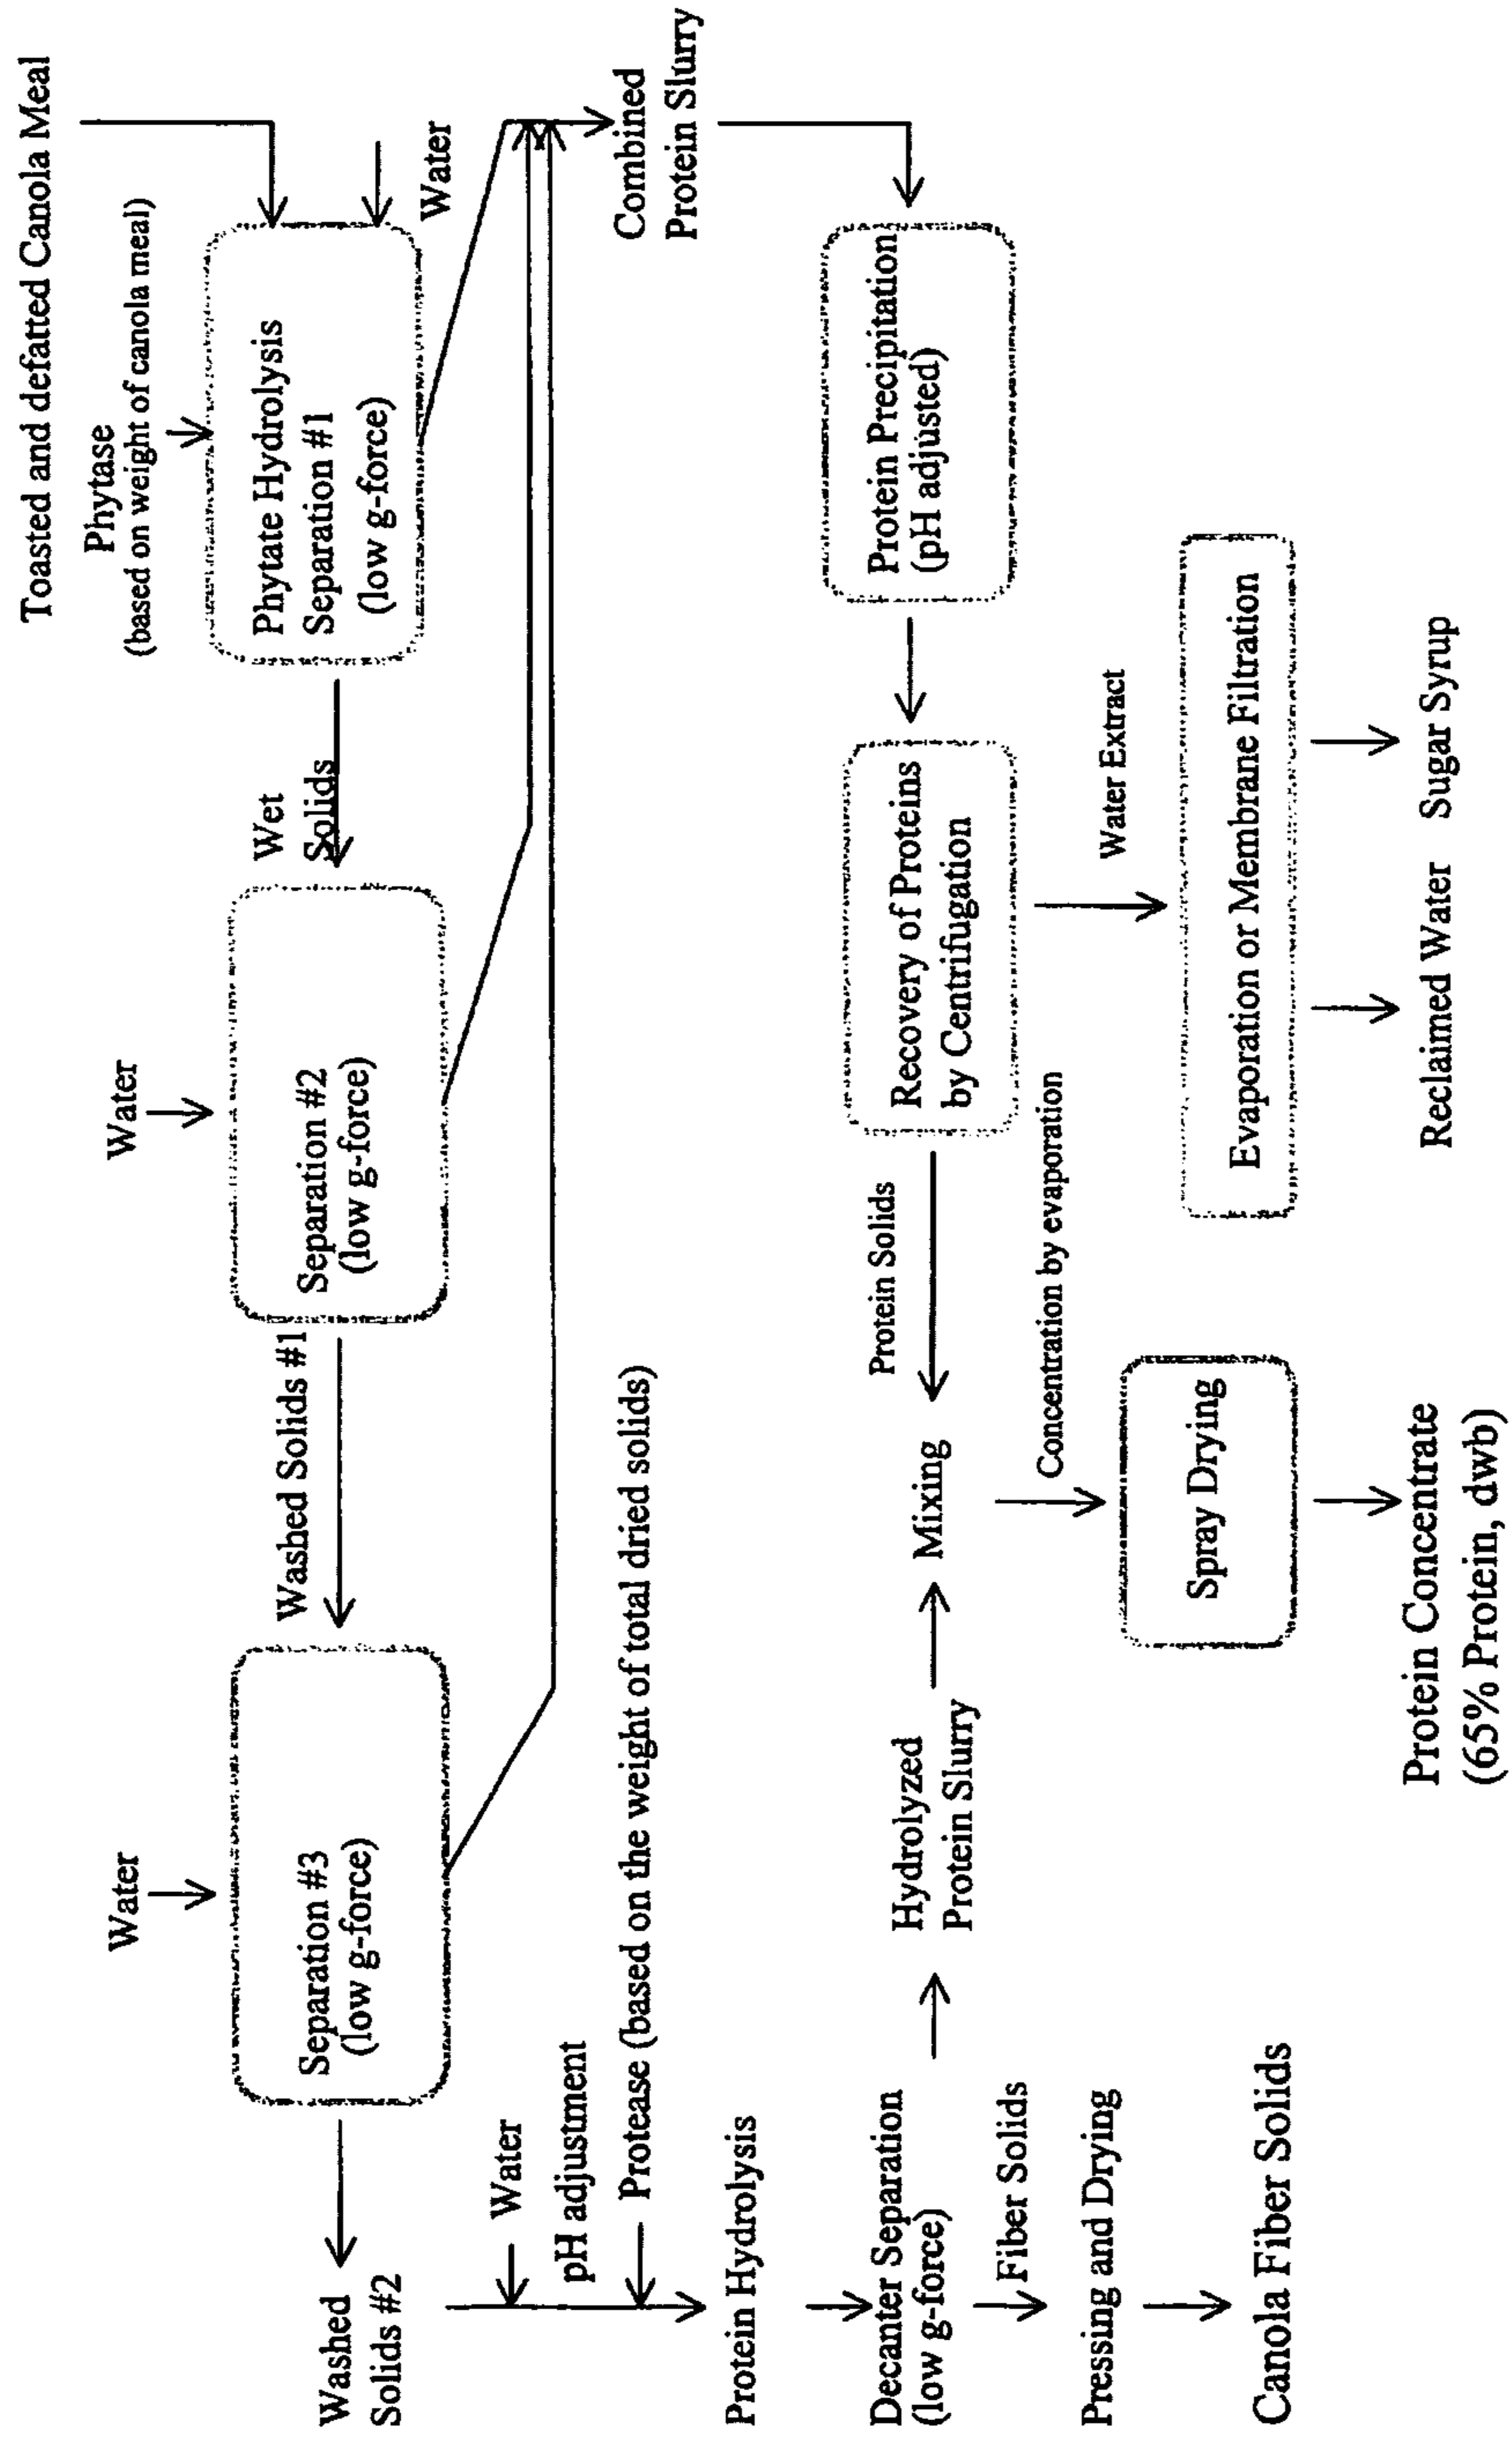 Toasted and defatted Canola Meal
Phytase
(based on weight of canola meal)
Phytate Hydrolysis
Separation #1
(low g-force)
Water
Wet
Solids
Water
Separation #2
(low g-force)
Washed Solids #1
Water
Separation #3
(low g-force)
Washed
Solids #2
Water
pH adjustment
Protease (based on the weight of total dried solids)
Combined
Protein Slurry
Protein Precipitation
(pH adjusted)
Recovery of Proteins
by Centrifugation
Water Extract
Evaporation or Membrane Filtration
Reclaimed Water
Sugar Syrup
Protein Solids
Mixing
Concentration by evaporation
Spray Drying
Protein Concentrate
(65% Protein, dwb)
Protein Hydrolysis
Decanter Separation
(low g-force)
Hydrolyzed
Protein Slurry
Fiber Solids
Pressing and Drying
Canola Fiber Solids